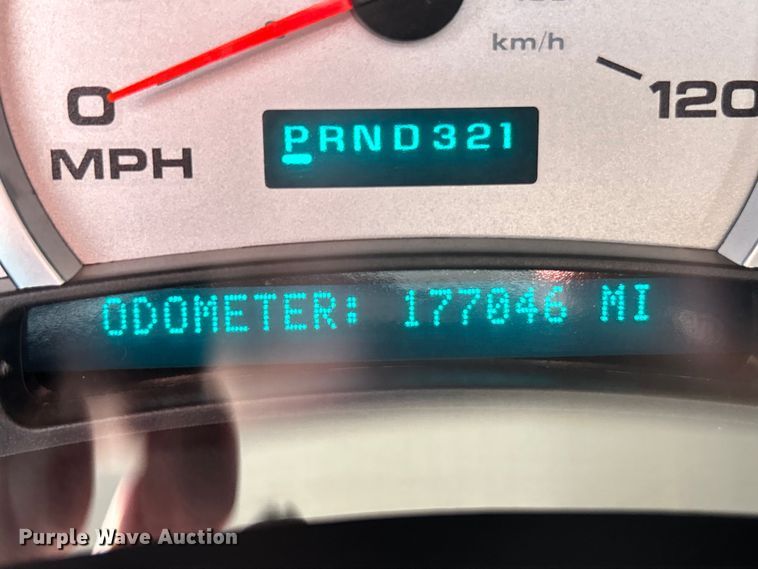 km/h
0
120
MPH
PRND321
ODOMETER: 177046 MI
Purple Wave Auction